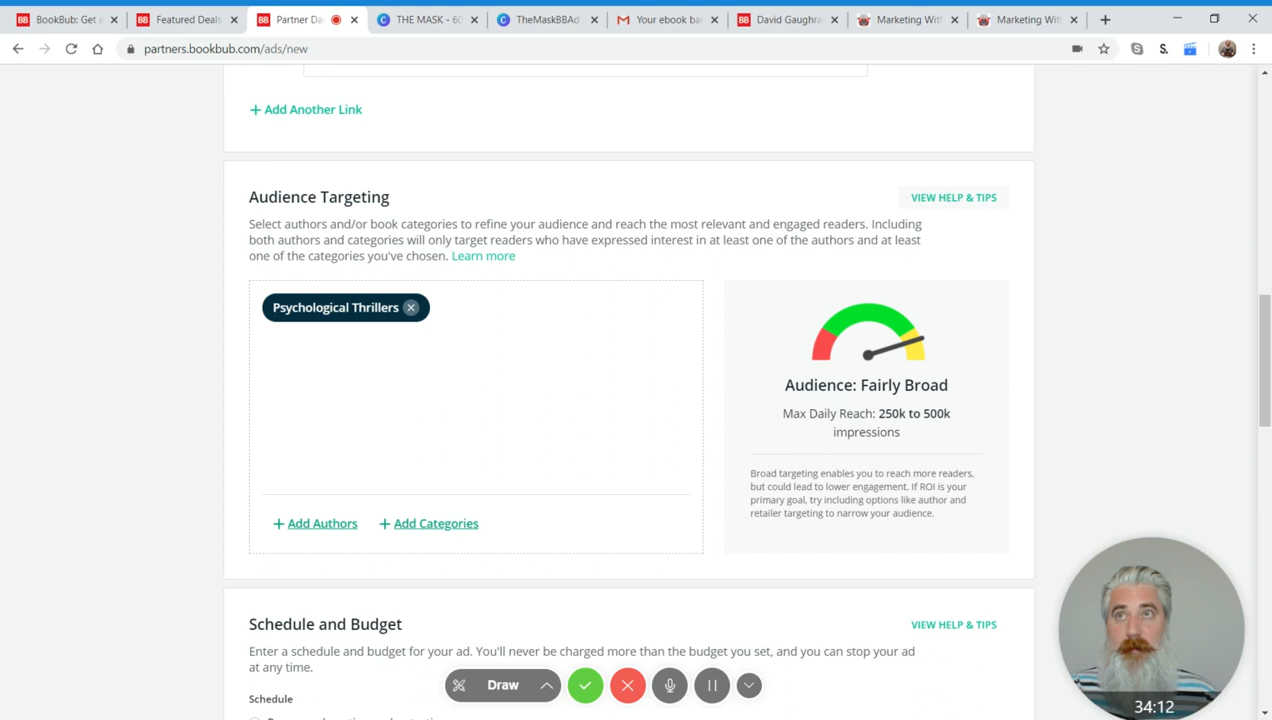 BookBub: Get e
Featured Deals
Partner Da
THE MASK - 60
TheMaskBBAd
Your ebook ba
David Gaughra
Marketing Wit
Marketing Wit
partners.bookbub.com/ads/new
+ Add Another Link
Audience Targeting
VIEW HELP & TIPS
Select authors and/or book categories to refine your audience and reach the most relevant and engaged readers. Including
both authors and categories will only target readers who have expressed interest in at least one of the authors and at least
one of the categories you've chosen. Learn more
Psychological Thrillers
Audience: Fairly Broad
Max Daily Reach: 250k to 500k
impressions
Broad targeting enables you to reach more readers,
but could lead to lower engagement. If ROI is your
primary goal, try including options like author and
retailer targeting to narrow your audience.
+ Add Authors
+ Add Categories
Schedule and Budget
VIEW HELP & TIPS
Enter a schedule and budget for your ad. You'll never be charged more than the budget you set, and you can stop your ad
at any time.
Draw
Schedule
34:12